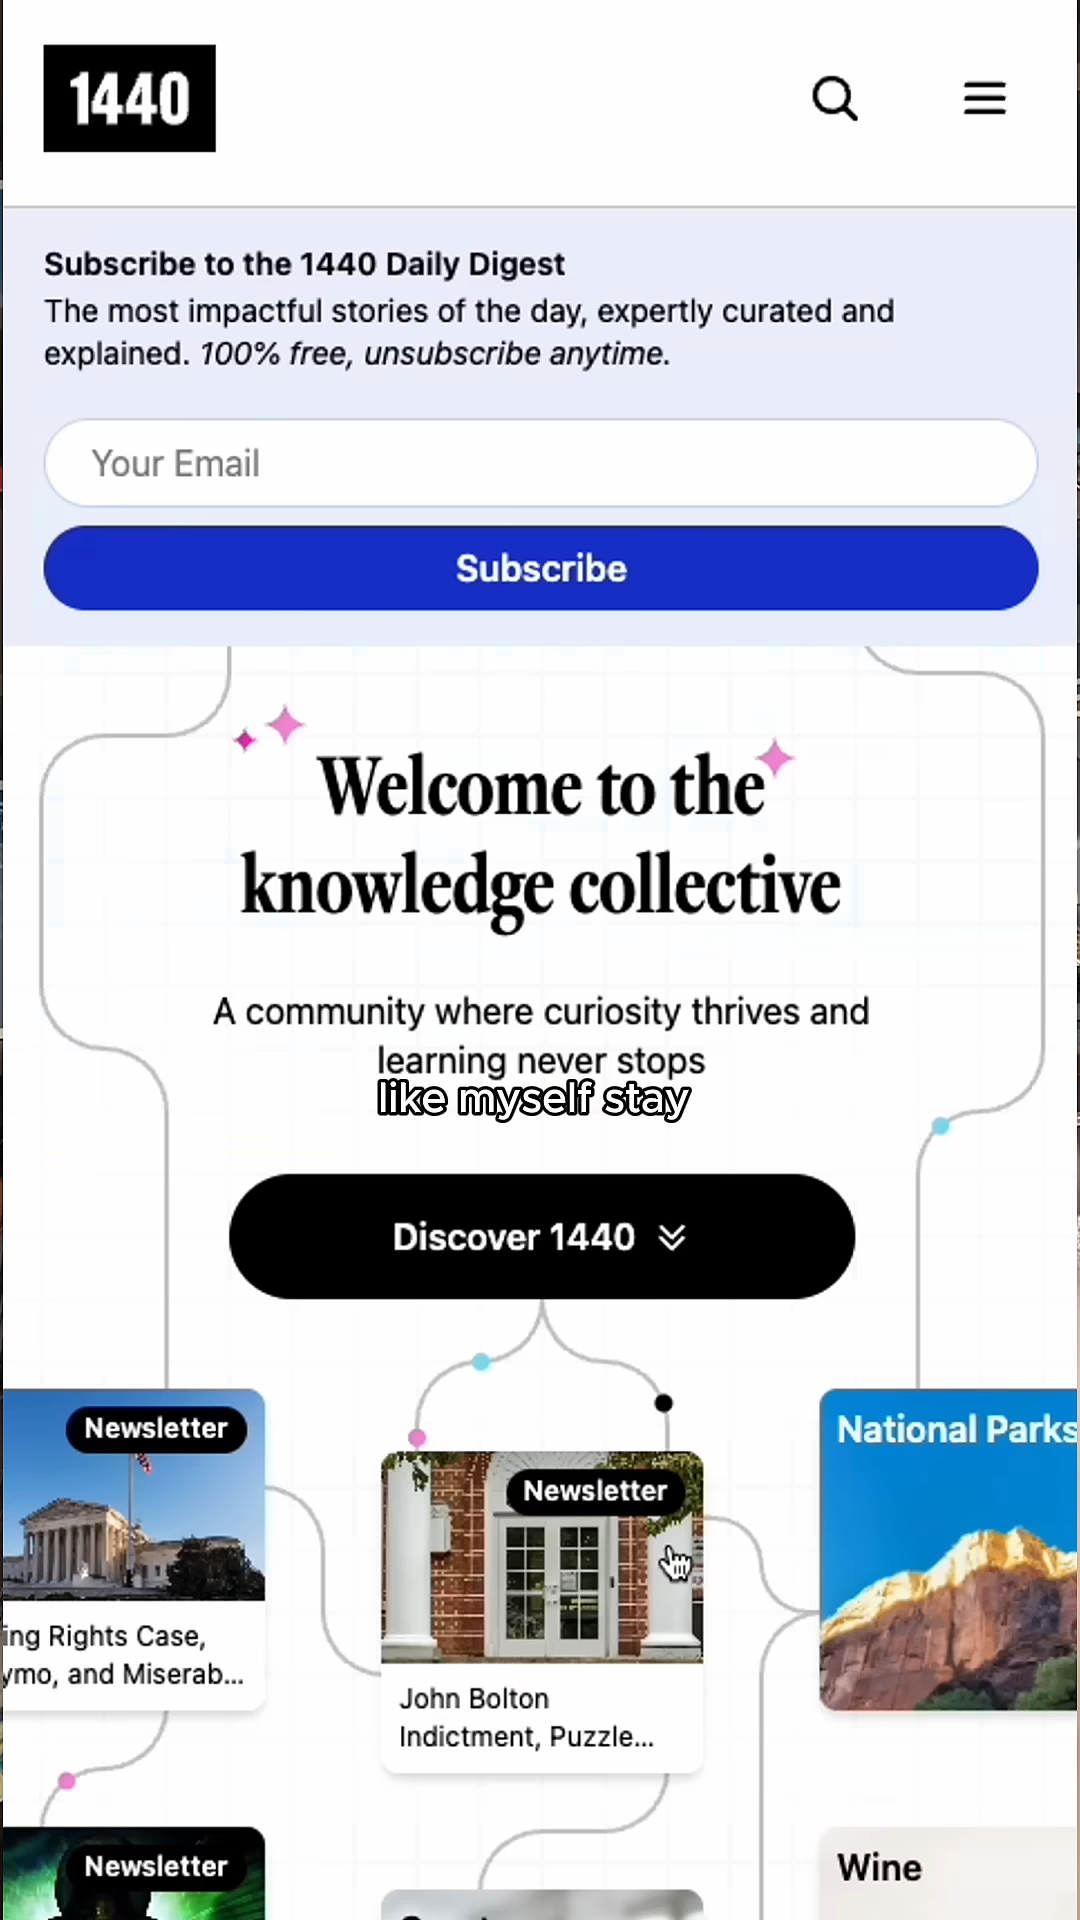 1440
Subscribe to the 1440 Daily Digest
The most impactful stories of the day, expertly curated and
explained. 100% free, unsubscribe anytime.
Your Email
Subscribe
Welcome to the
knowledge collective
A community where curiosity thrives and
learning never stops
like myself stay
Discover 1440
Newsletter
ing Rights Case,
ymo, and Miserab...
Newsletter
John Bolton
Indictment, Puzzle...
National Parks
Newsletter
Wine